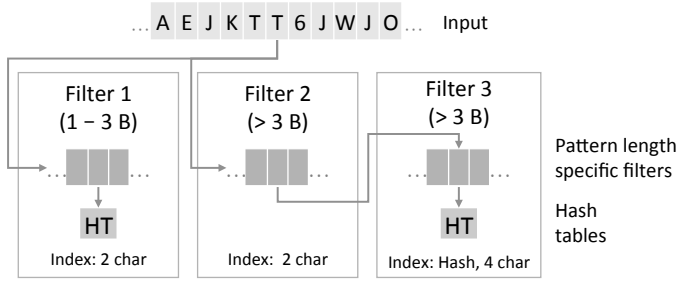 ... A E J K T T 6 J W J O ... Input
Filter 1
(1 – 3 B)
... ...
HT
Index: 2 char
Filter 2
(> 3 B)
... ...
Index: 2 char
Filter 3
(> 3 B)
... ...
HT
Index: Hash, 4 char
Pattern length
specific filters
Hash
tables